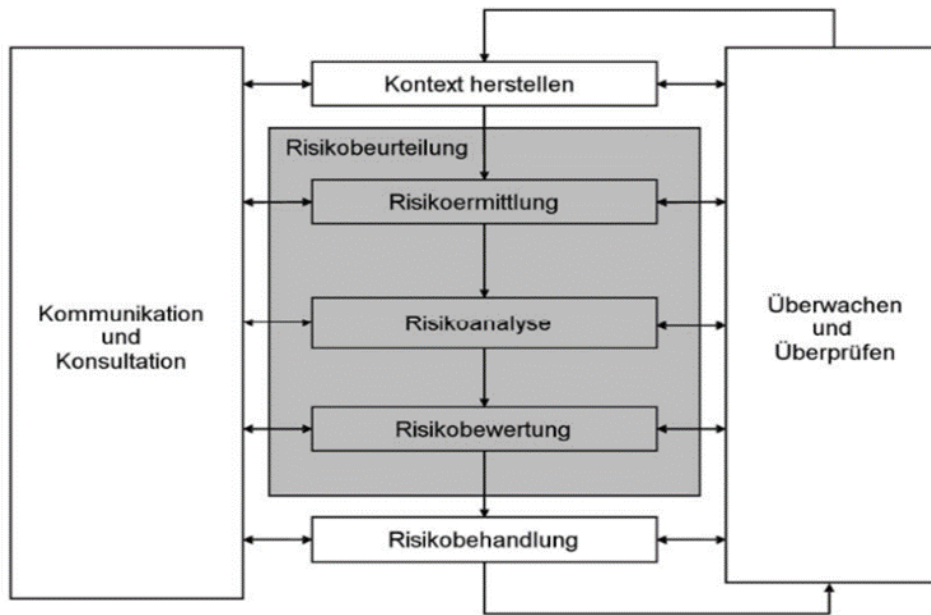 Kontext herstellen
Risikobeurteilung
Risikoermittlung
Risikoanalyse
Risikobewertung
Risikobehandlung
Kommunikation
und
Konsultation
Überwachen
und
Überprüfen